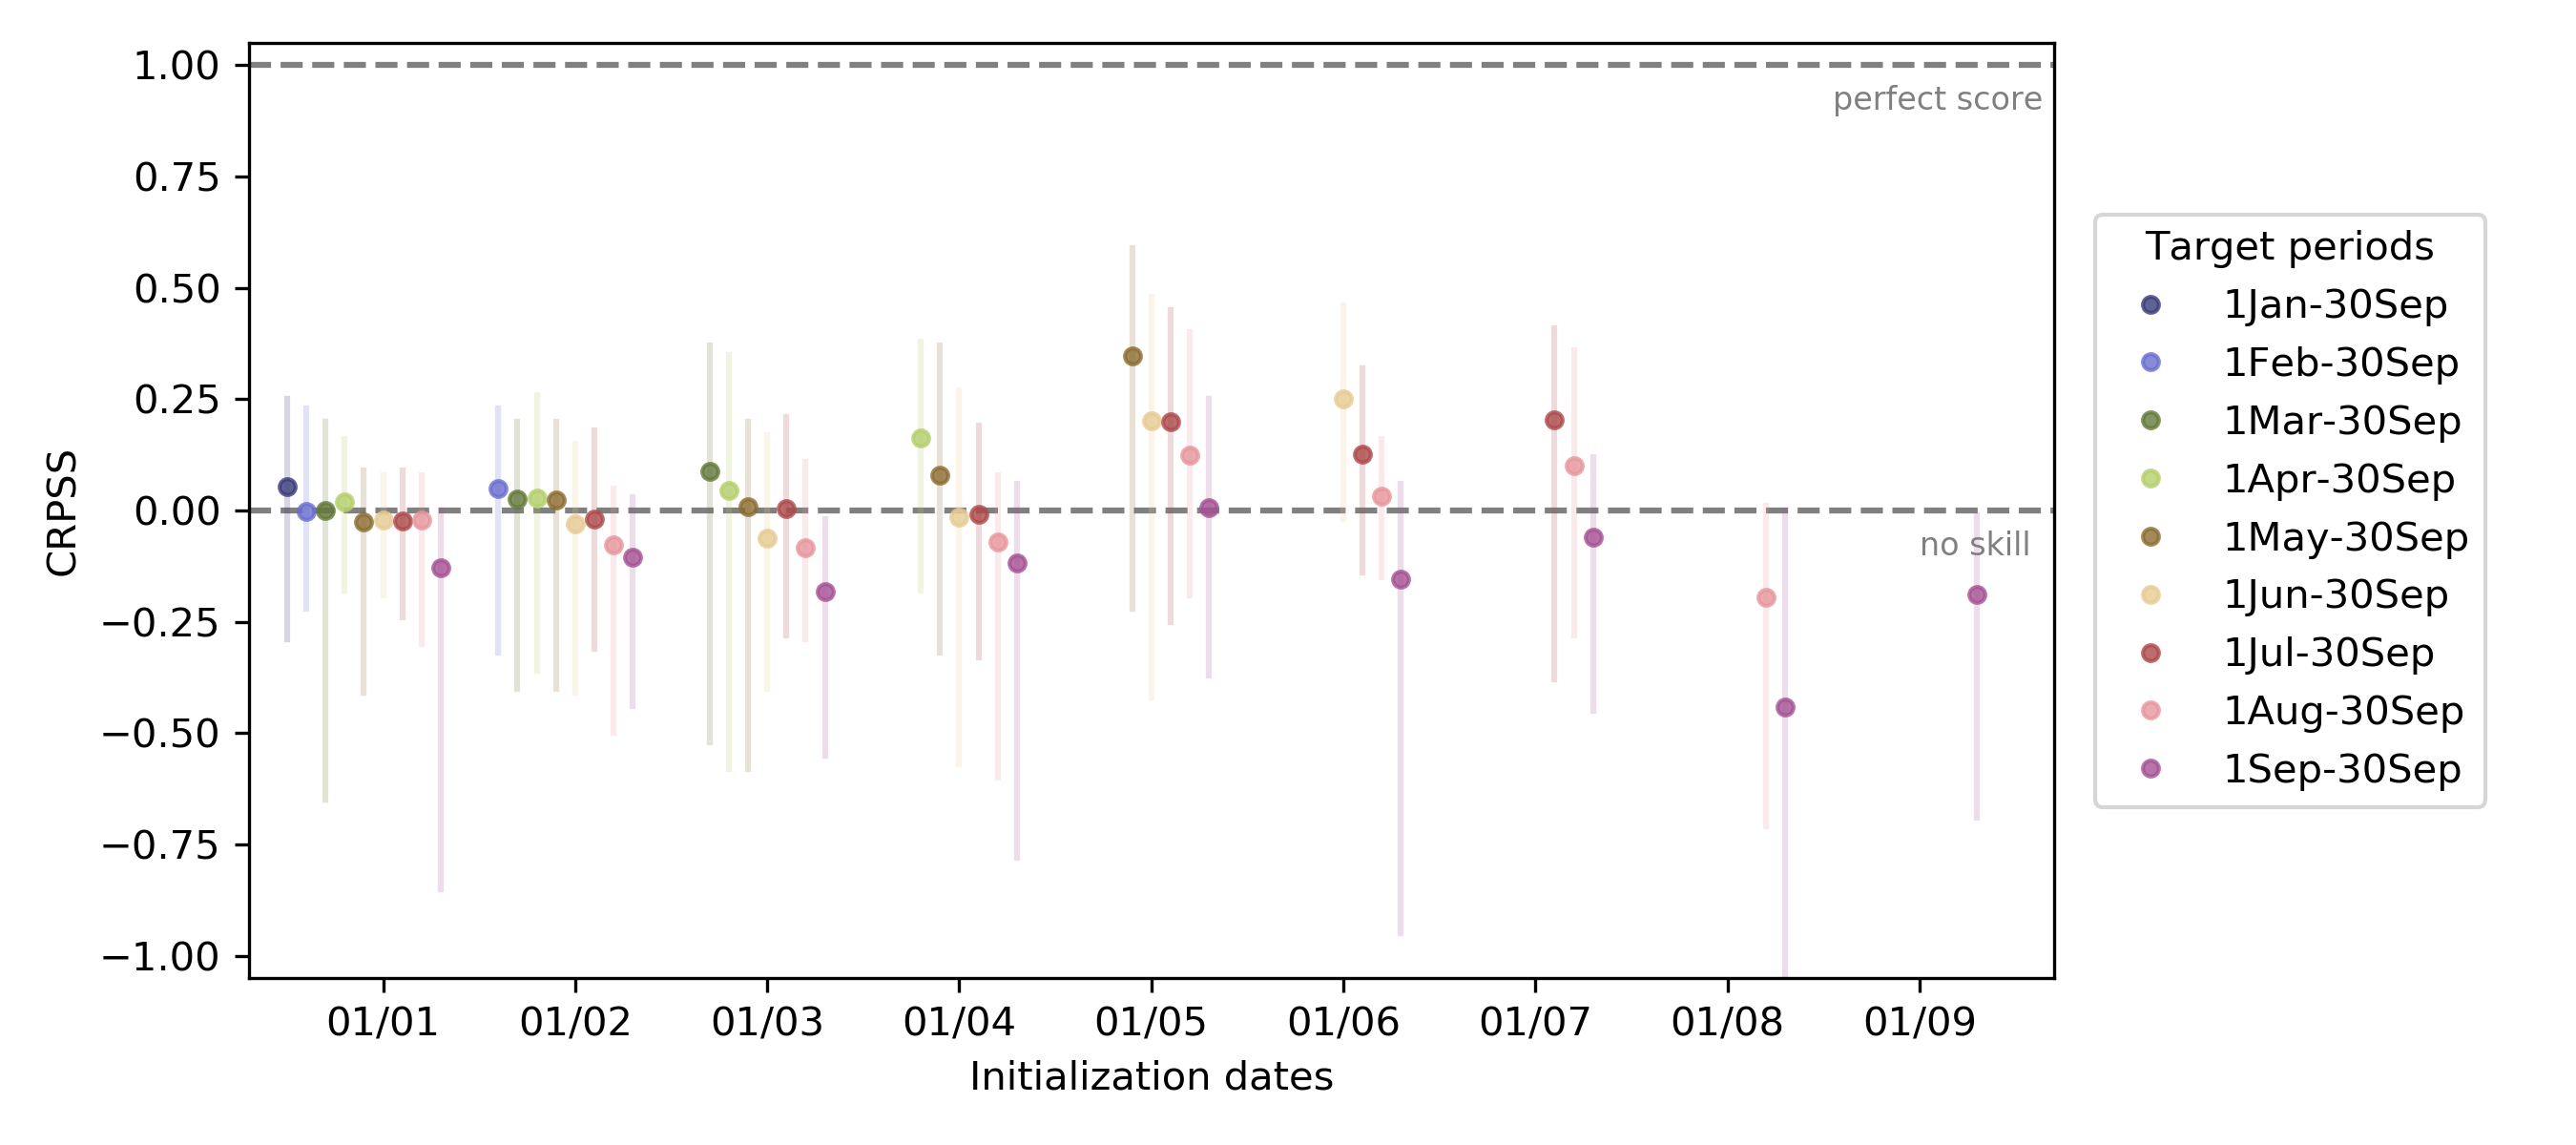 1.00
0.75
0.50
0.25
0.00
−0.25
−0.50
−0.75
−1.00
CRPSS
perfect score
no skill
01/01 01/02 01/03 01/04 01/05 01/06 01/07 01/08 01/09
Initialization dates
Target periods
1Jan-30Sep
1Feb-30Sep
1Mar-30Sep
1Apr-30Sep
1May-30Sep
1Jun-30Sep
1Jul-30Sep
1Aug-30Sep
1Sep-30Sep